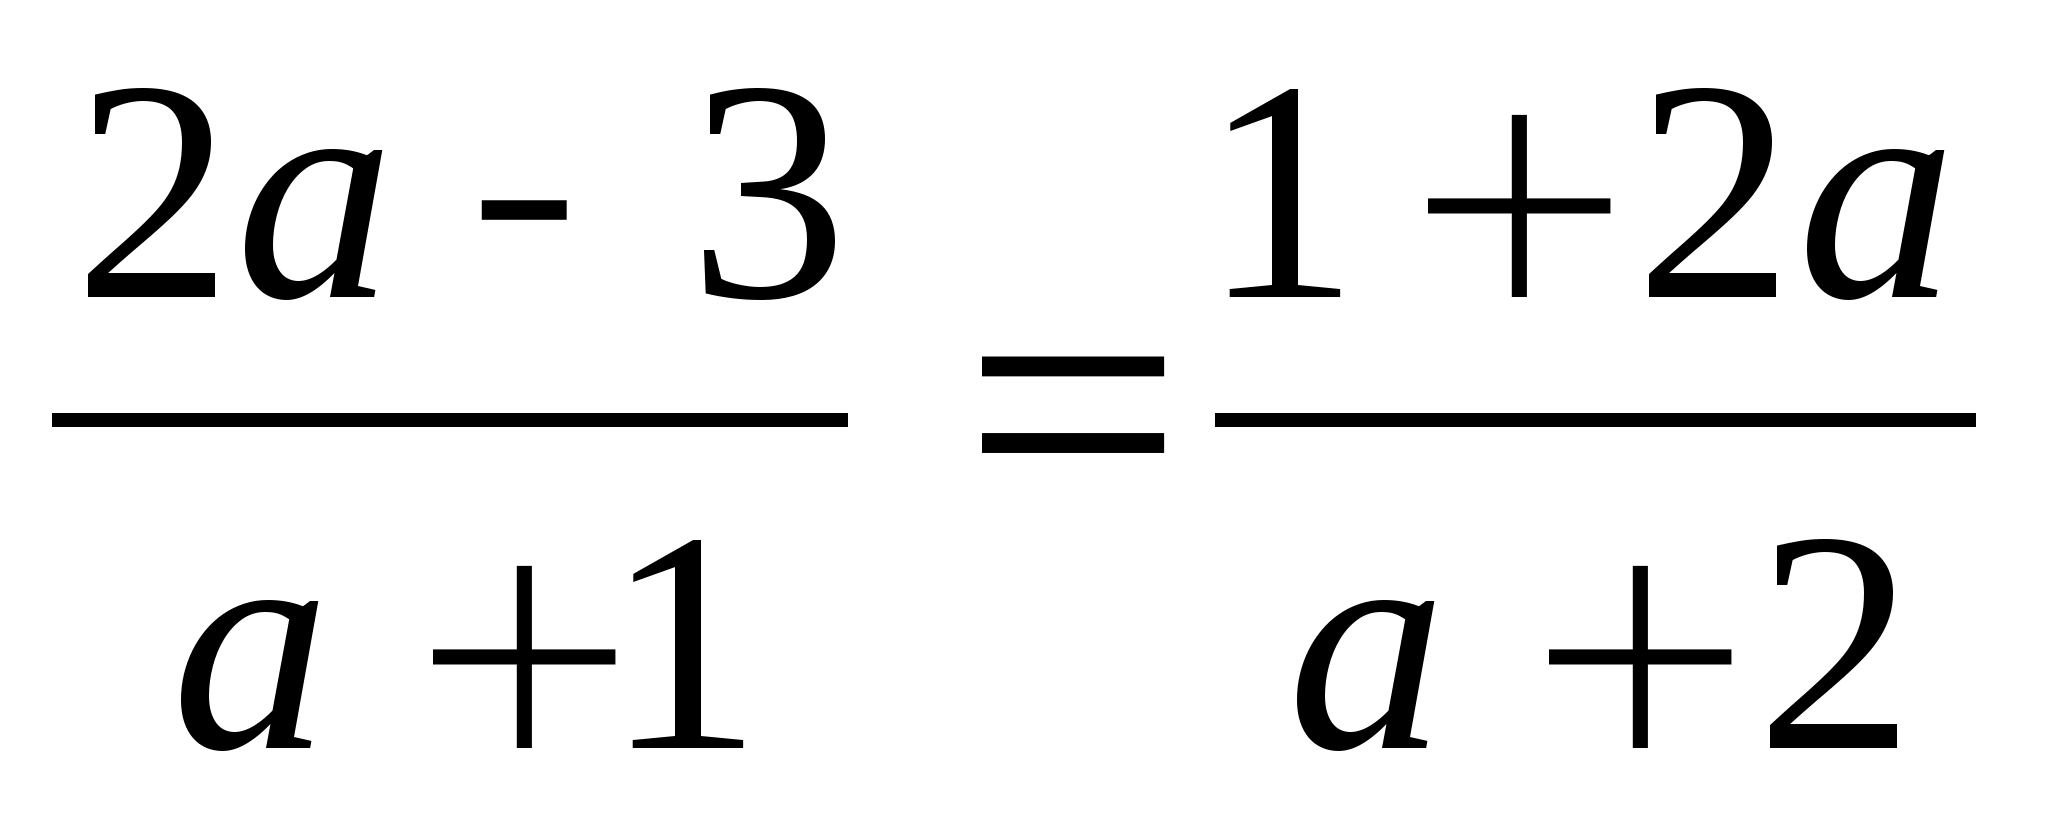 2a - 3 / a + 1 = 1 + 2a / a + 2